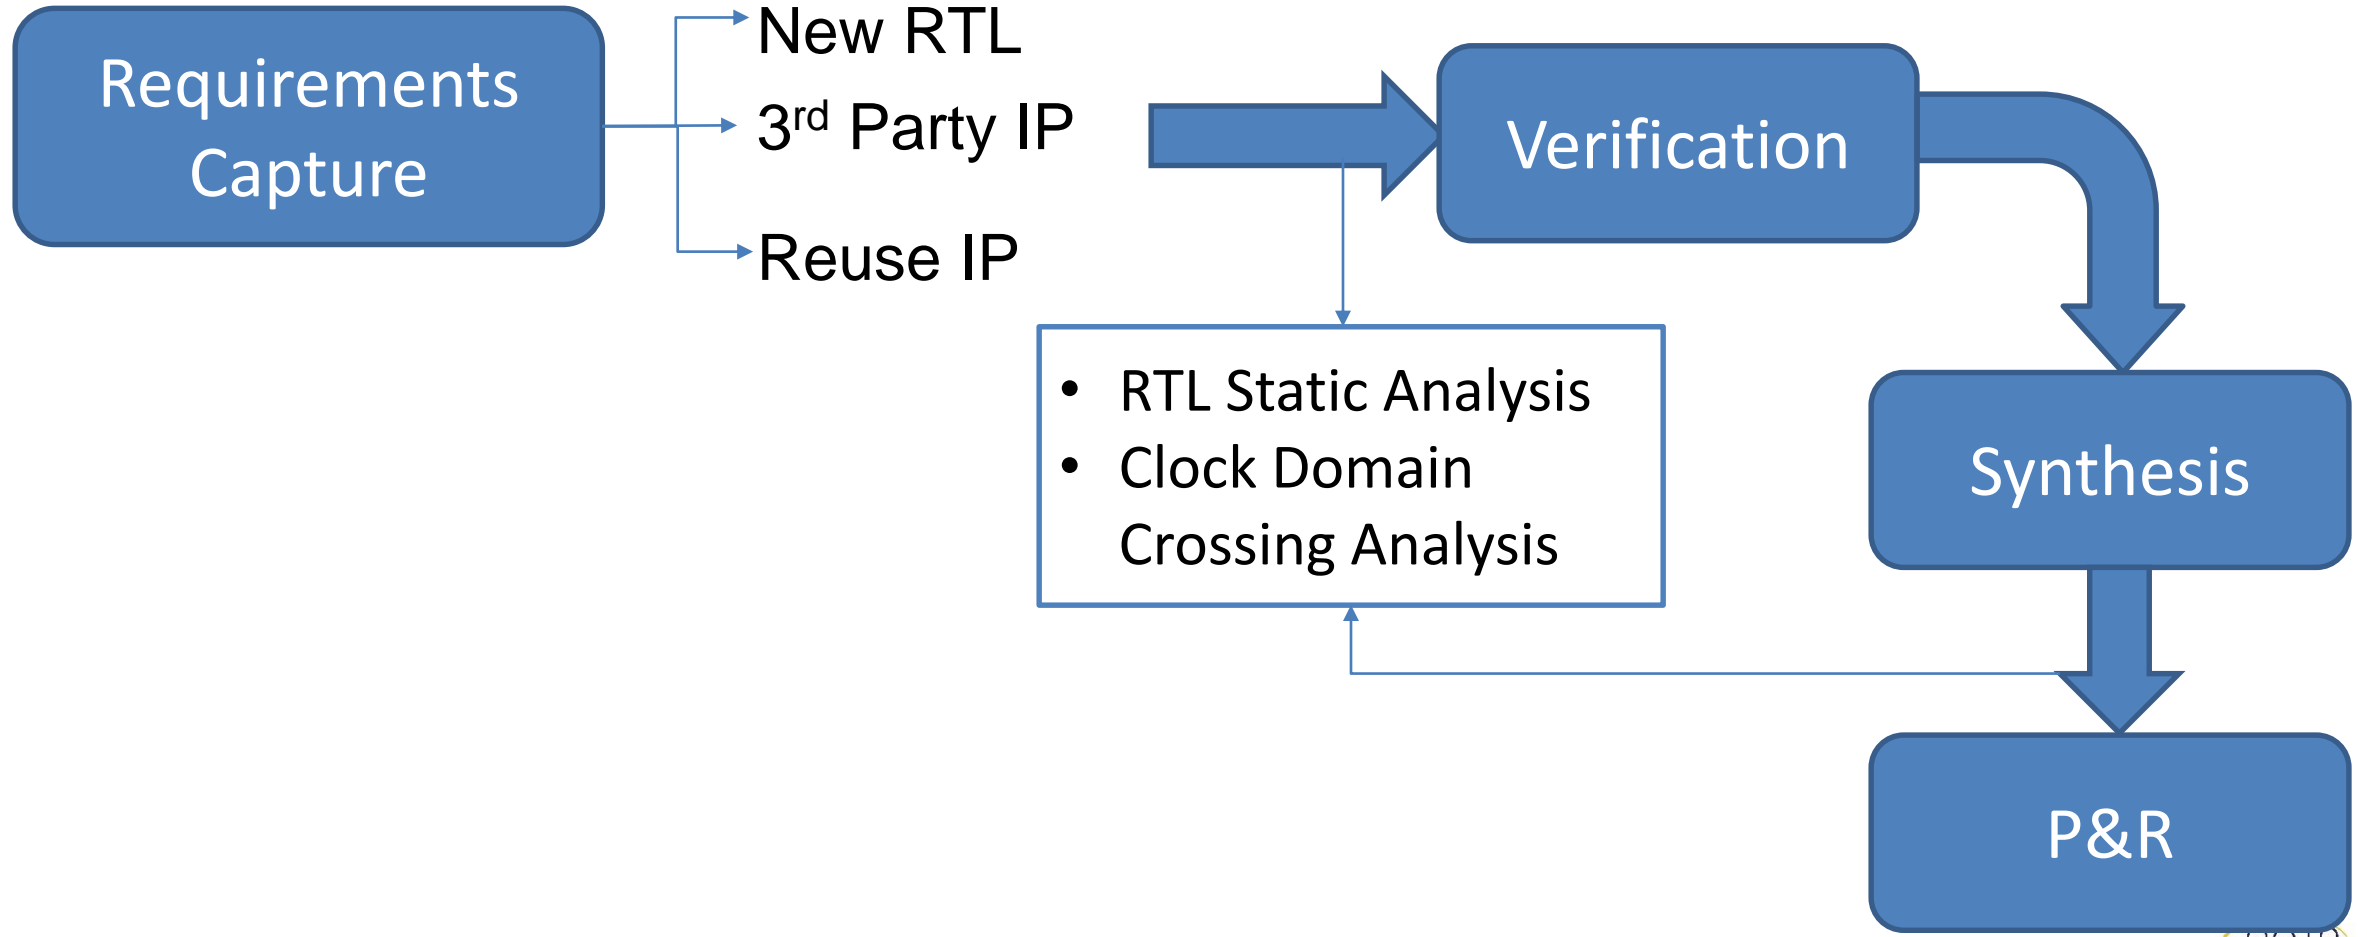 Requirements
Capture
New RTL
3rd Party IP
Reuse IP
Verification
• RTL Static Analysis
• Clock Domain
Crossing Analysis
Synthesis
P&R